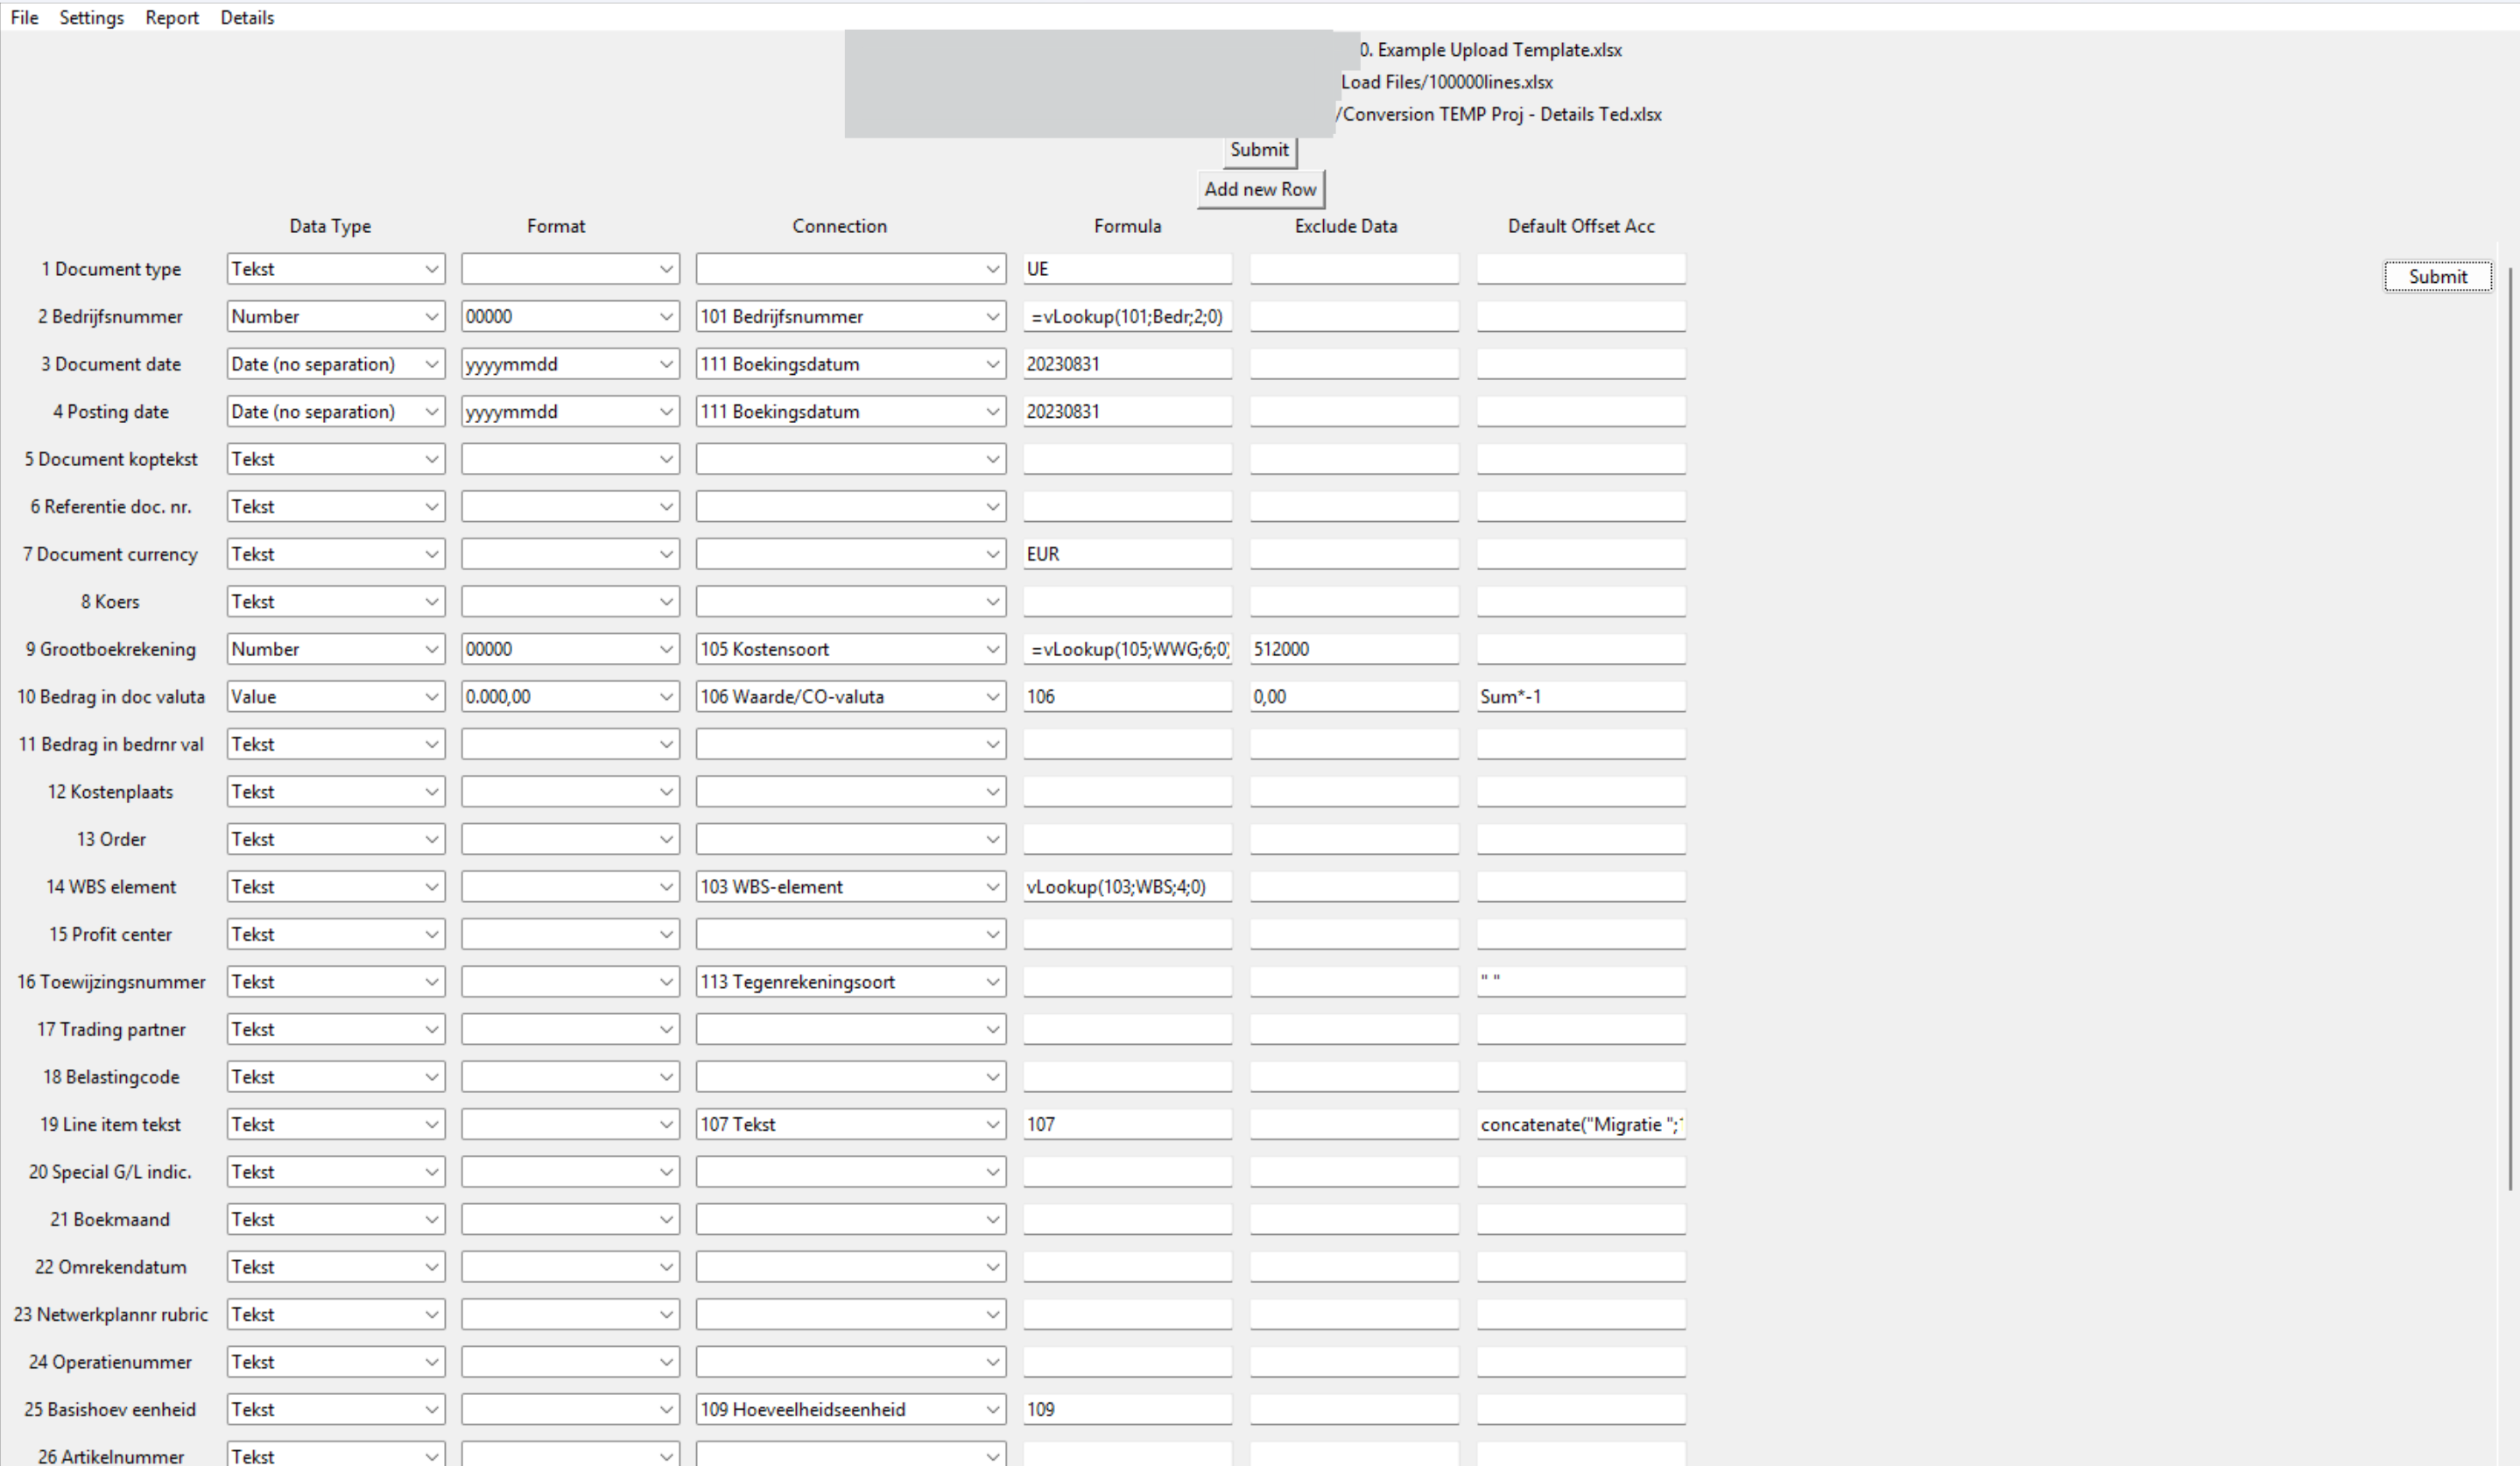 File Settings Report Details
0. Example Upload Template.xlsx
Load Files/100000lines.xlsx
/Conversion TEMP Proj - Details Ted.xlsx
Submit
Add new Row
Data Type Format Connection Formula Exclude Data Default Offset Acc
1 Document type Tekst UE
Submit
2 Bedrijfsnummer Number 00000 101 Bedrijfsnummer =vLookup(101;Bedr;2;0)
3 Document date Date (no separation) yyyymmdd 111 Boekingsdatum 20230831
4 Posting date Date (no separation) yyyymmdd 111 Boekingsdatum 20230831
5 Document koptekst Tekst
6 Referentie doc. nr. Tekst
7 Document currency Tekst EUR
8 Koers Tekst
9 Grootboekrekening Number 00000 105 Kostensoort =vLookup(105;WWG;6;0) 512000
10 Bedrag in doc valuta Value 0.000,00 106 Waarde/CO-valuta 106 0,00 Sum*-1
11 Bedrag in bedrnr val Tekst
12 Kostenplaats Tekst
13 Order Tekst
14 WBS element Tekst 103 WBS-element vLookup(103;WBS;4;0)
15 Profit center Tekst
16 Toewijzingsnummer Tekst 113 Tegenrekeningsoort " "
17 Trading partner Tekst
18 Belastingcode Tekst
19 Line item tekst Tekst 107 Tekst 107 concatenate("Migratie ";
20 Special G/L indic. Tekst
21 Boekmaand Tekst
22 Omrekendatum Tekst
23 Netwerkplannr rubric Tekst
24 Operatienummer Tekst
25 Basishoev eenheid Tekst 109 Hoeveelheidseenheid 109
26 Artikelnummer Tekst